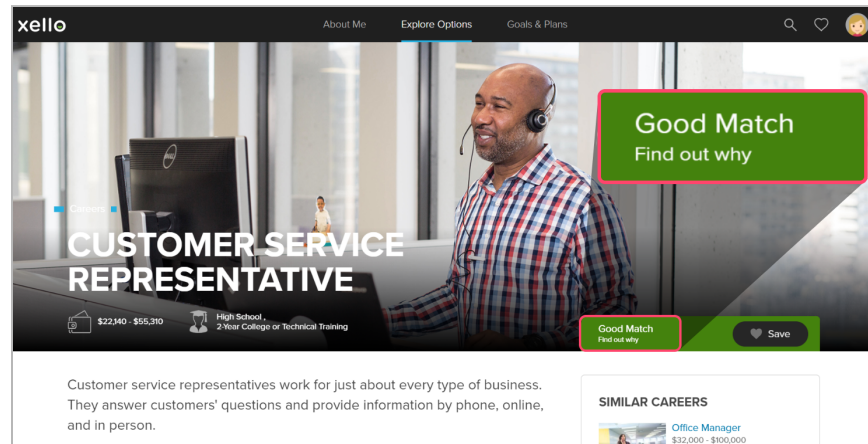 xello
About Me
Explore Options
Goals & Plans
Good Match
Find out why
Careers
CUSTOMER SERVICE
REPRESENTATIVE
$22,140 - $55,310
High School ,
2-Year College or Technical Training
Good Match
Find out why
Save
Customer service representatives work for just about every type of business.
They answer customers' questions and provide information by phone, online,
and in person.
SIMILAR CAREERS
Office Manager
$32,000 - $100,000